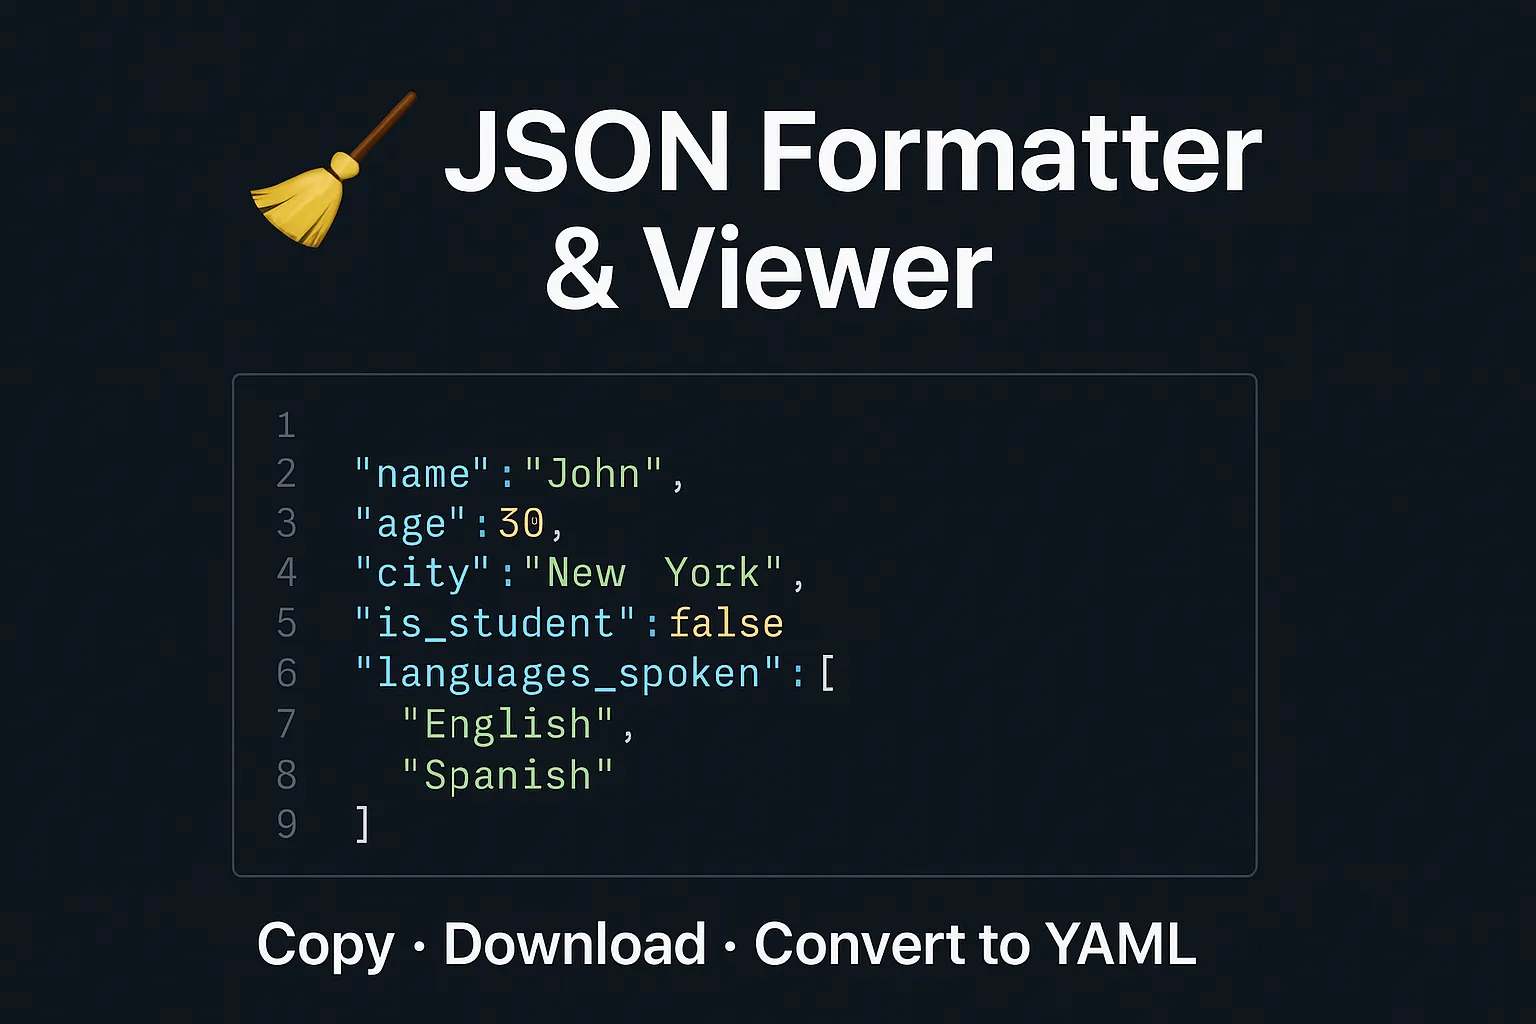 JSON Formatter
& Viewer
1
2 "name":"John",
3 "age":30,
4 "city":"New York",
5 "is_student":false
6 "languages_spoken":[
7 "English",
8 "Spanish"
9 ]
Copy · Download · Convert to YAML